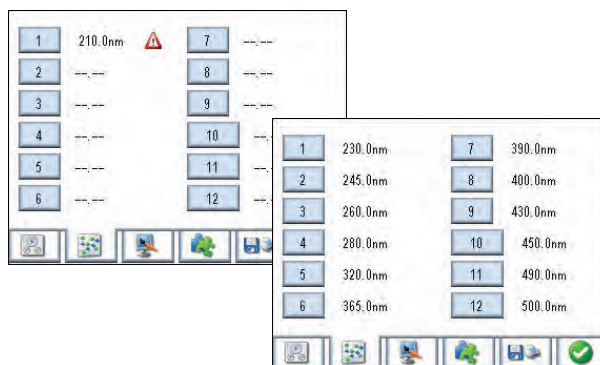 1 210.0nm 7 --.--
2 --.-- 8 --.--
3 --.-- 9 --.--
4 --.-- 10 --.
5 --.-- 11 --.
6 --.-- 12 --.
1 230.0nm 7 390.0nm
2 245.0nm 8 400.0nm
3 260.0nm 9 430.0nm
4 280.0nm 10 450.0nm
5 320.0nm 11 490.0nm
6 365.0nm 12 500.0nm